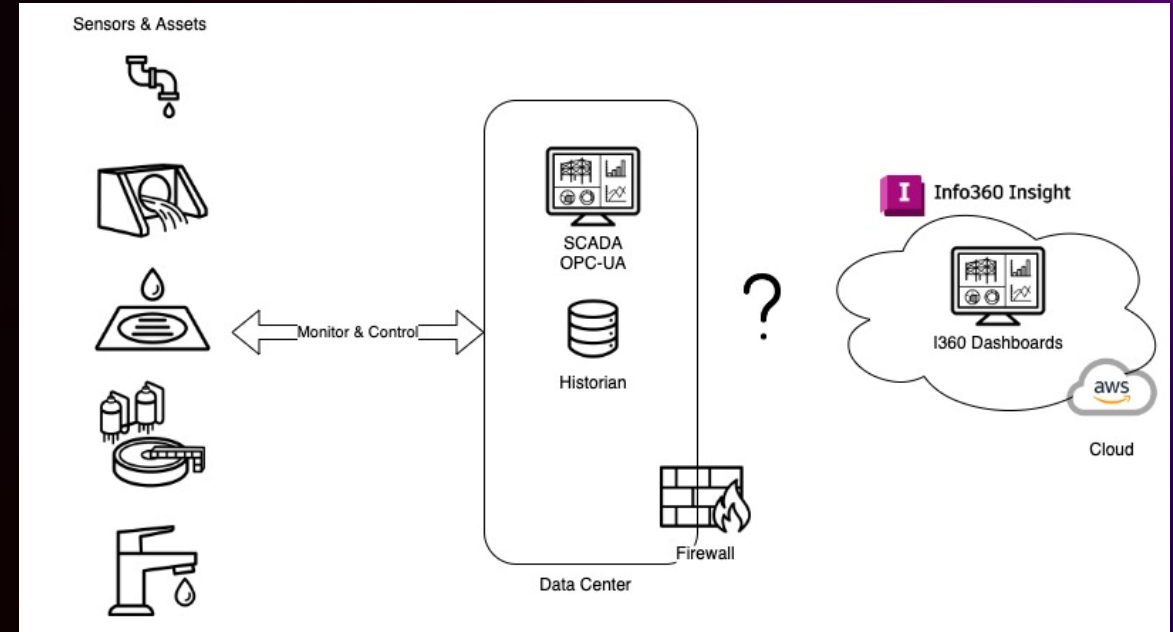 Sensors & Assets
SCADA
OPC-UA
Historian
Monitor & Control
Firewall
Data Center
?
I
Info360 Insight
I360 Dashboards
aws
Cloud